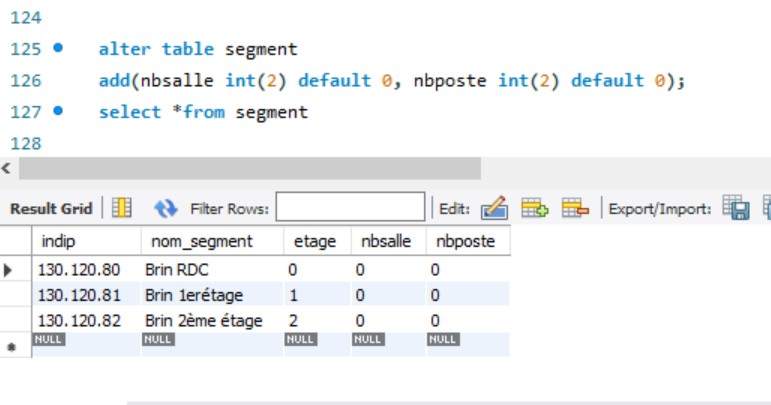 124
125 alter table segment
126 add(nbsalle int(2) default 0, nbposte int(2) default 0);
127 select *from segment
128
Result Grid Filter Rows: Edit: Export/Import:
indip nom_segment etage nbsalle nbposte
130.120.80 Brin RDC 0 0 0
130.120.81 Brin 1erétage 1 0 0
130.120.82 Brin 2ème étage 2 0 0
NULL NULL NULL NULL NULL